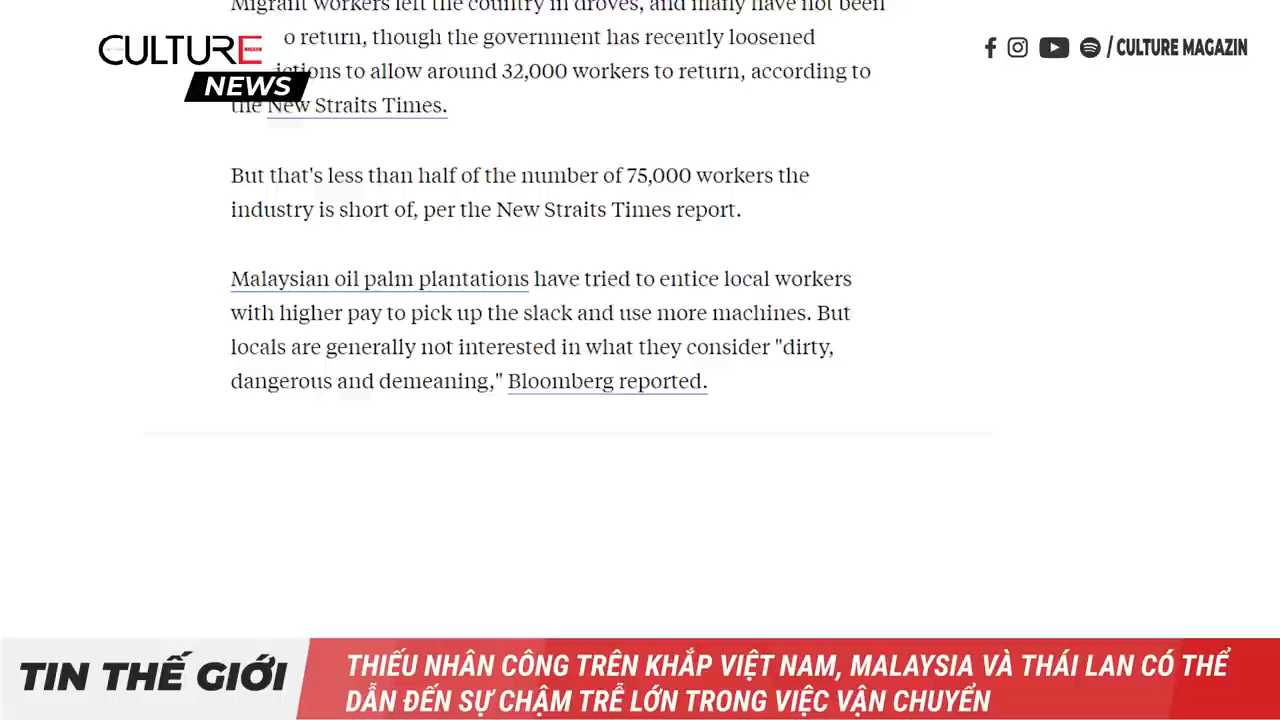 Migrant workers left the country in droves, and many have not been
o return, though the government has recently loosened
ictions to allow around 32,000 workers to return, according to
the New Straits Times.
CULTURE
NEWS
/ CULTURE MAGAZIN
But that's less than half of the number of 75,000 workers the
industry is short of, per the New Straits Times report.
Malaysian oil palm plantations have tried to entice local workers
with higher pay to pick up the slack and use more machines. But
locals are generally not interested in what they consider "dirty,
dangerous and demeaning," Bloomberg reported.
TIN THẾ GIỚI
THIẾU NHÂN CÔNG TRÊN KHẮP VIỆT NAM, MALAYSIA VÀ THÁI LAN CÓ THỂ
DẪN ĐẾN SỰ CHẬM TRỄ LỚN TRONG VIỆC VẬN CHUYỂN